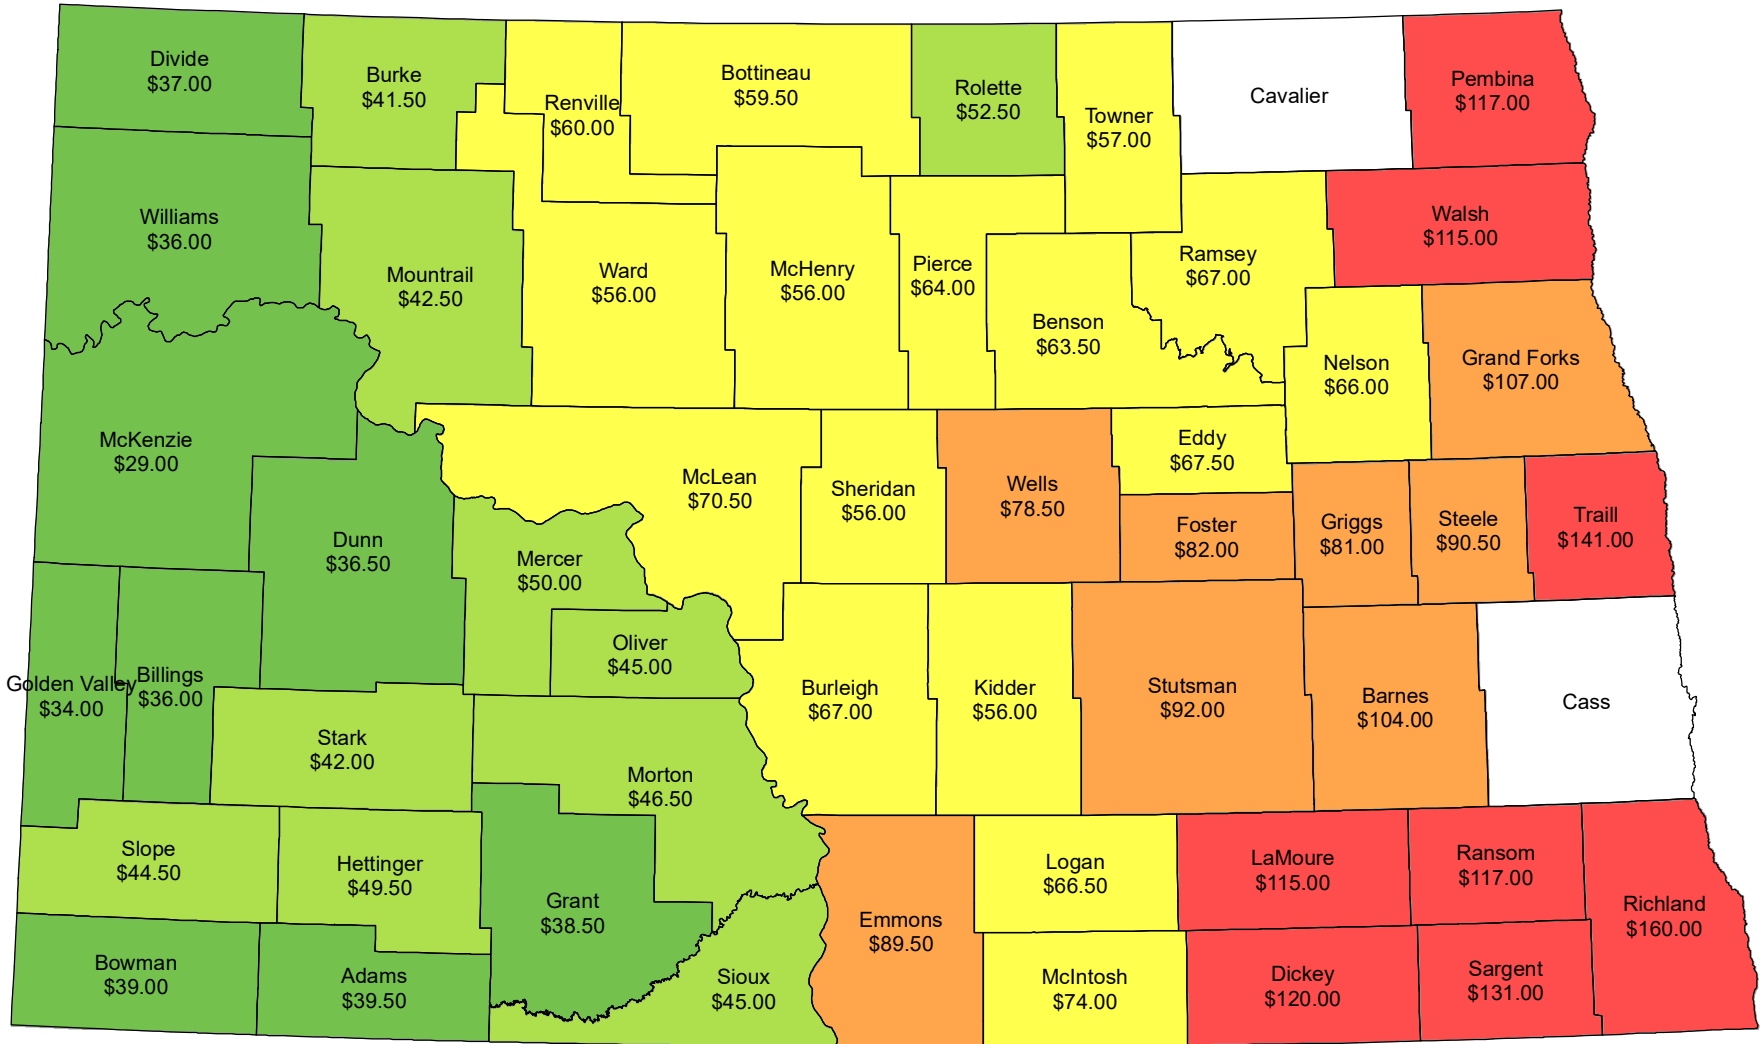 Divide
$37.00
Burke
$41.50
Renville
$60.00
Bottineau
$59.50
Rolette
$52.50
Towner
$57.00
Cavalier
Pembina
$117.00
Williams
$36.00
Mountrail
$42.50
Ward
$56.00
McHenry
$56.00
Pierce
$64.00
Benson
$63.50
Ramsey
$67.00
Walsh
$115.00
Nelson
$66.00
Grand Forks
$107.00
McKenzie
$29.00
Dunn
$36.50
McLean
$70.50
Mercer
$50.00
Oliver
$45.00
Sheridan
$56.00
Wells
$78.50
Eddy
$67.50
Foster
$82.00
Griggs
$81.00
Steele
$90.50
Traill
$141.00
Golden Valley
$34.00
Billings
$36.00
Stark
$42.00
Morton
$46.50
Burleigh
$67.00
Kidder
$56.00
Stutsman
$92.00
Barnes
$104.00
Cass
Slope
$44.50
Hettinger
$49.50
Grant
$38.50
Emmons
$89.50
Logan
$66.50
LaMoure
$115.00
Ransom
$117.00
Richland
$160.00
Bowman
$39.00
Adams
$39.50
Sioux
$45.00
McIntosh
$74.00
Dickey
$120.00
Sargent
$131.00